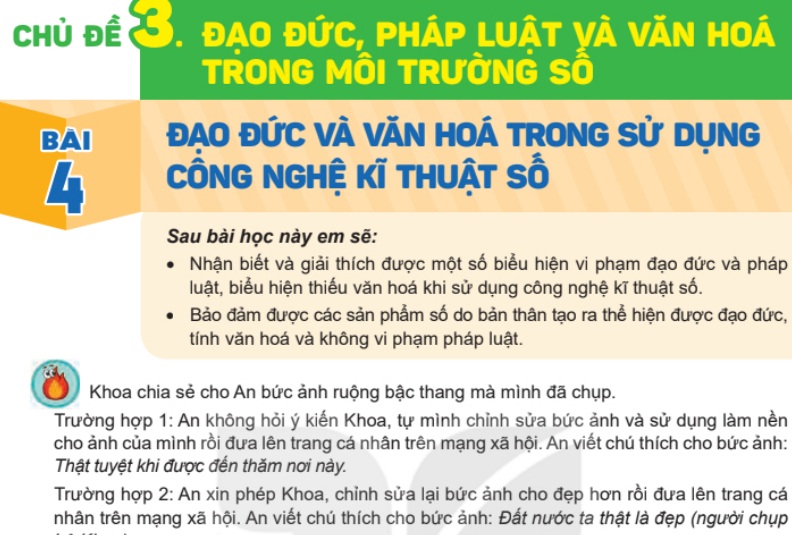 CHỦ ĐỀ 3. ĐẠO ĐỨC, PHÁP LUẬT VÀ VĂN HOÁ
TRONG MÔI TRƯỜNG SỐ
BÀI
4
ĐẠO ĐỨC VÀ VĂN HOÁ TRONG SỬ DỤNG
CÔNG NGHỆ KĨ THUẬT SỐ
Sau bài học này em sẽ:
• Nhận biết và giải thích được một số biểu hiện vi phạm đạo đức và pháp
luật, biểu hiện thiếu văn hoá khi sử dụng công nghệ kĩ thuật số.
• Bảo đảm được các sản phẩm số do bản thân tạo ra thể hiện được đạo đức,
tính văn hoá và không vi phạm pháp luật.
Khoa chia sẻ cho An bức ảnh ruộng bậc thang mà mình đã chụp.
Trường hợp 1: An không hỏi ý kiến Khoa, tự mình chỉnh sửa bức ảnh và sử dụng làm nền
cho ảnh của mình rồi đưa lên trang cá nhân trên mạng xã hội. An viết chú thích cho bức ảnh:
Thật tuyệt khi được đến thăm nơi này.
Trường hợp 2: An xin phép Khoa, chỉnh sửa lại bức ảnh cho đẹp hơn rồi đưa lên trang cá
nhân trên mạng xã hội. An viết chú thích cho bức ảnh: Đất nước ta thật là đẹp (người chụp